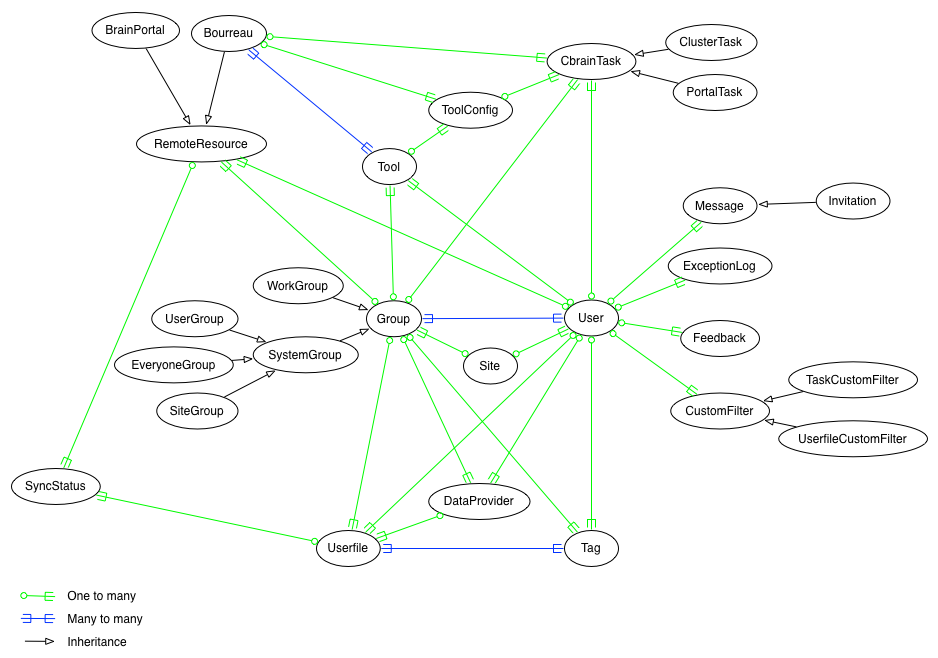 BrainPortal
Bourreau
ClusterTask
CbrainTask
PortalTask
ToolConfig
RemoteResource
Tool
Message
Invitation
ExceptionLog
WorkGroup
UserGroup
Group
User
Feedback
SystemGroup
EveryoneGroup
Site
TaskCustomFilter
SiteGroup
CustomFilter
UserfileCustomFilter
SyncStatus
DataProvider
Userfile
Tag
One to many
Many to many
Inheritance